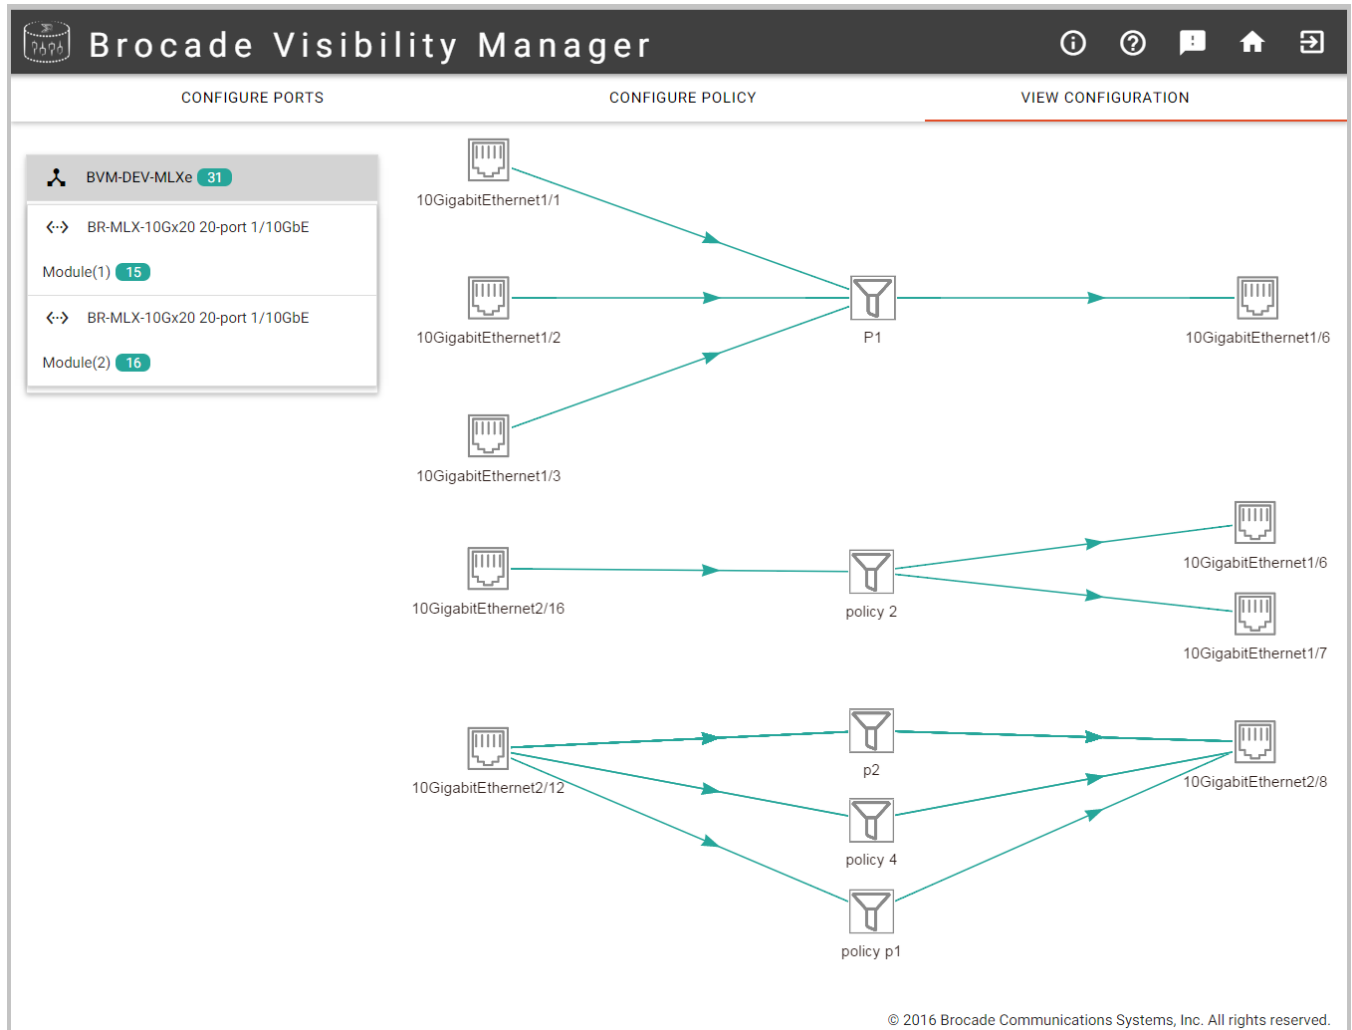 Brocade Visibility Manager
CONFIGURE PORTS
CONFIGURE POLICY
VIEW CONFIGURATION
BVM-DEV-MLXe 31
BR-MLX-10Gx20 20-port 1/10GbE
Module(1) 15
BR-MLX-10Gx20 20-port 1/10GbE
Module(2) 16
10GigabitEthernet1/1
10GigabitEthernet1/2
P1
10GigabitEthernet1/6
10GigabitEthernet1/3
10GigabitEthernet1/6
10GigabitEthernet2/16
policy 2
10GigabitEthernet1/7
p2
10GigabitEthernet2/12
10GigabitEthernet2/8
policy 4
policy p1
© 2016 Brocade Communications Systems, Inc. All rights reserved.